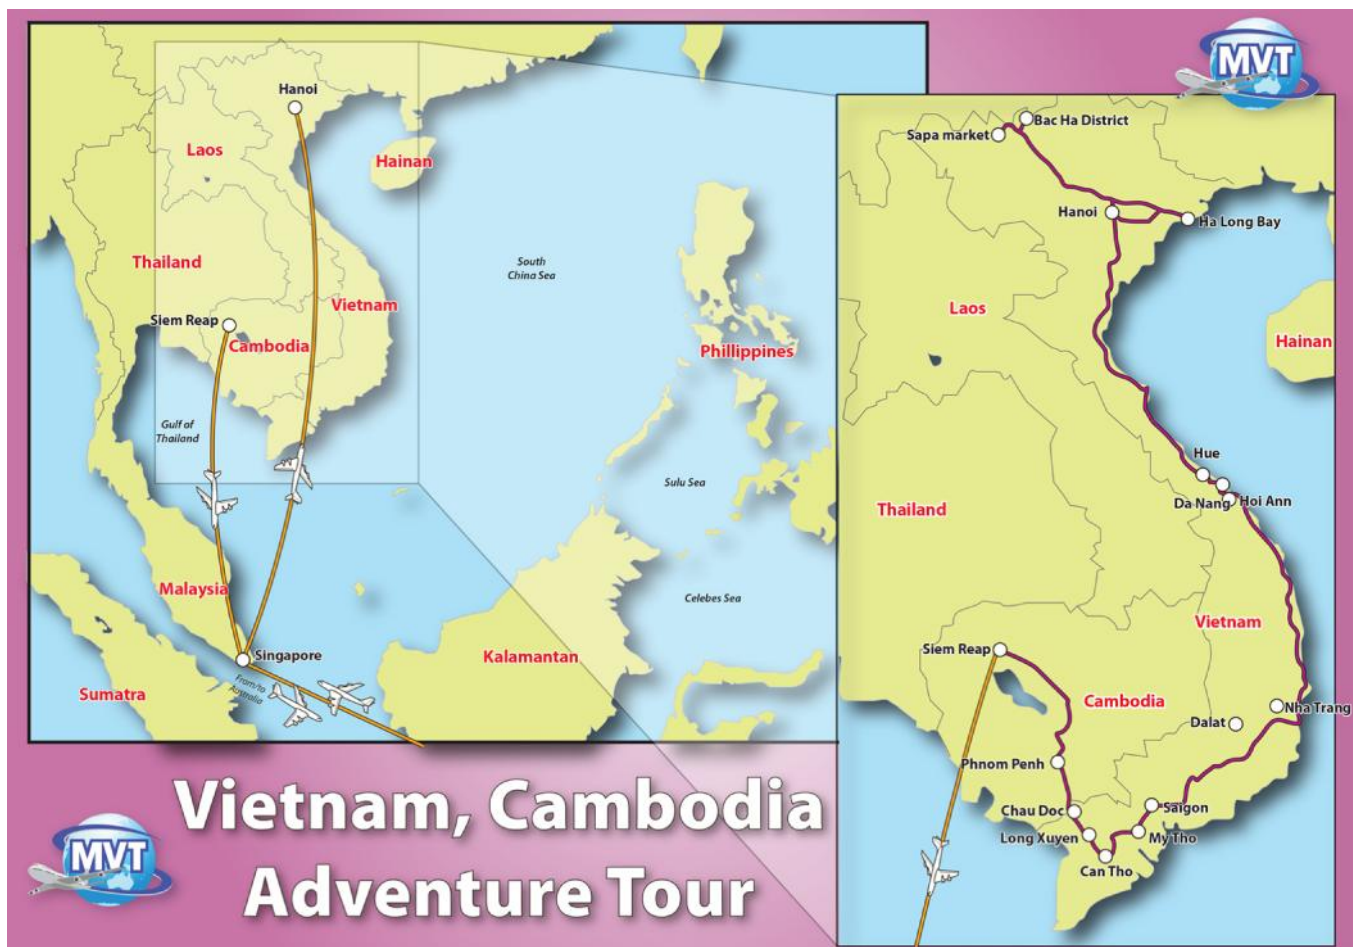 MVT
Hanoi
Laos
Hainan
Thailand
Vietnam
Siem Reap
Cambodia
South
China Sea
Phillippines
Gulf of
Thailand
Sulu Sea
Malaysia
Celebes Sea
Singapore
Kalamantan
Sumatra
From/to
Australia
Bac Ha District
Sapa market
Hanoi
Ha Long Bay
Laos
Hainan
Hue
Da Nang
Hoi Ann
Thailand
Vietnam
Siem Reap
Cambodia
Nha Trang
Dalat
Phnom Penh
Chau Doc
Saigon
Long Xuyen
My Tho
Can Tho
Vietnam, Cambodia
Adventure Tour
MVT